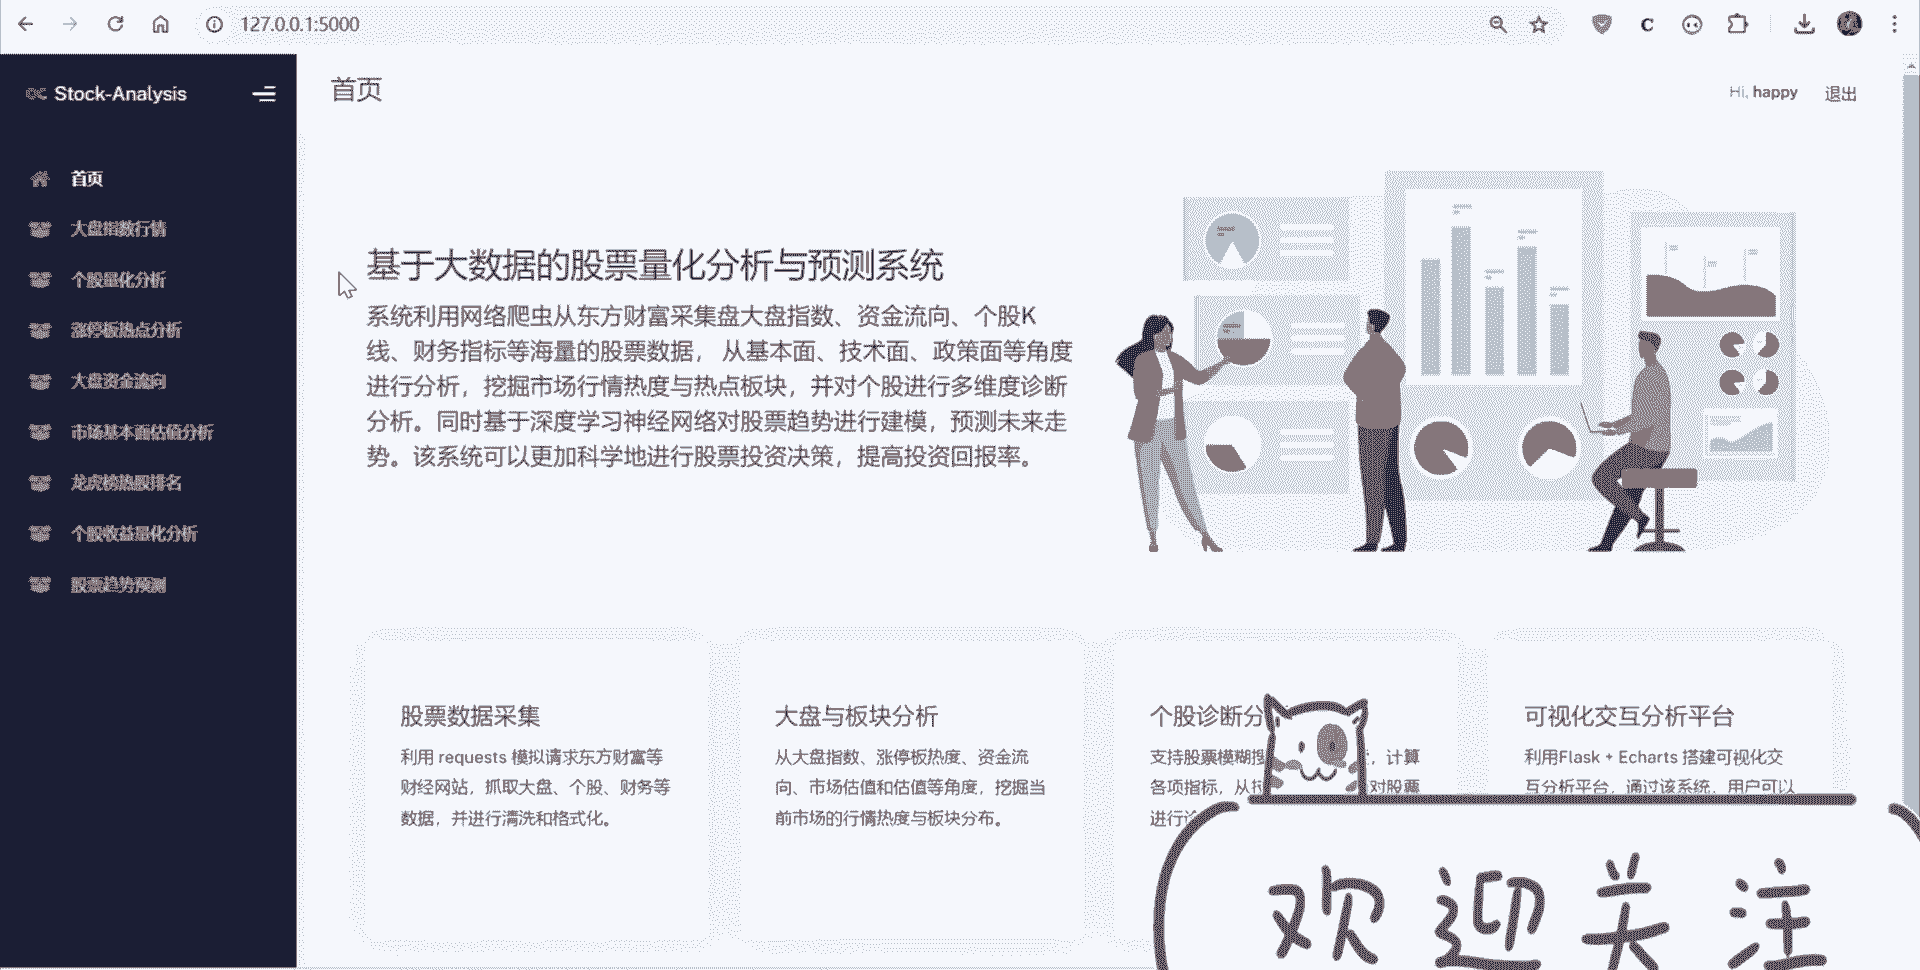 127.0.0.1:5000
Stock-Analysis
首页
Hi, happy
退出
首页
大盘指数行情
个股量化分析
涨停板热点分析
大盘资金流向
市场基本面估值分析
龙虎榜热股排名
个股收益量化分析
股票趋势预测
基于大数据的股票量化分析与预测系统
系统利用网络爬虫从东方财富采集盘大盘指数、资金流向、个股K
线、财务指标等海量的股票数据， 从基本面、技术面、政策面等角度
进行分析，挖掘市场行情热度与热点板块，并对个股进行多维度诊断
分析。同时基于深度学习神经网络对股票趋势进行建模，预测未来走
势。该系统可以更加科学地进行股票投资决策，提高投资回报率。
股票数据采集
利用 requests 模拟请求东方财富等
财经网站，抓取大盘、个股、财务等
数据，并进行清洗和格式化。
大盘与板块分析
从大盘指数、涨停板热度、资金流
向、市场估值和估值等角度，挖掘当
前市场的行情热度与板块分布。
个股诊断分
支持股票模糊 ，计算
各项指标，从 对股票
进行
可视化交互分析平台
利用Flask + Echarts 搭建可视化交
互分析平台，通过该系统，用户可以
欢迎关注